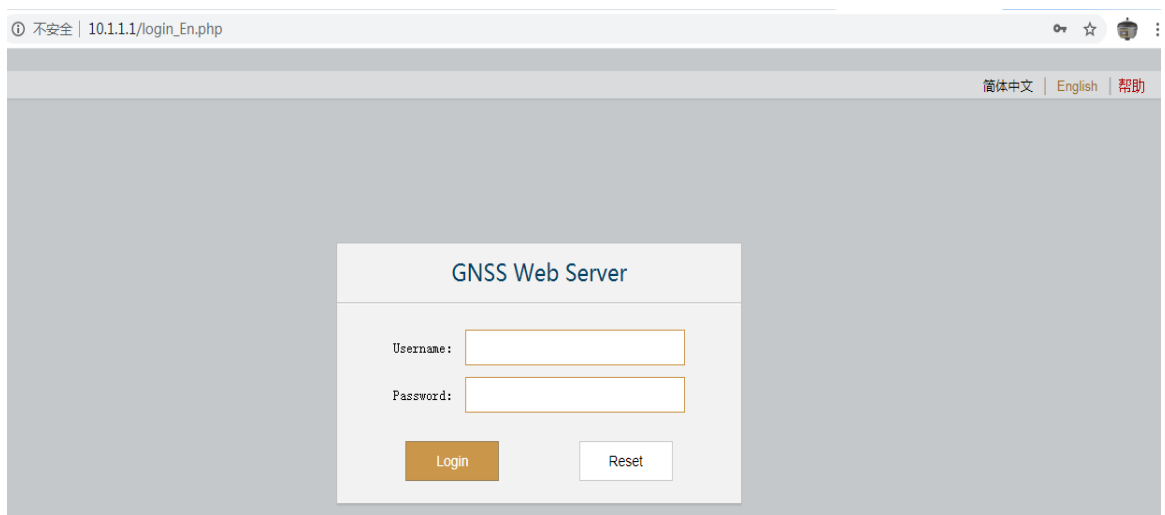 不安全 10.1.1.1/login_En.php
简体中文 English 帮助
GNSS Web Server
Username:
Password:
Login Reset